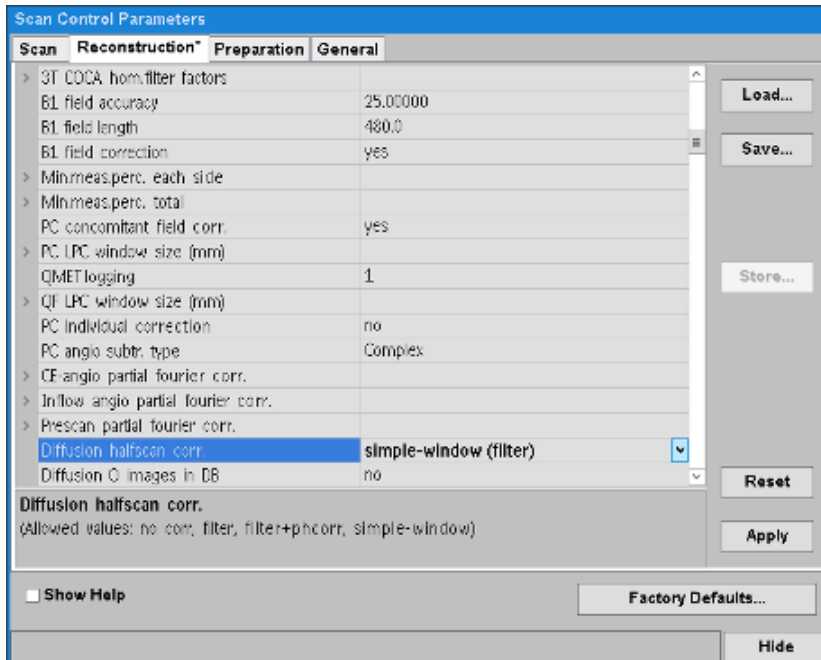 Scan Control Parameters
Scan Reconstruction* Preparation General
> 3T COCA hom.filter factors
B1 field accuracy 25.00000
B1 field length 480.0
B1 field correction yes
> Min.meas.perc. each side
> Min.meas.perc. total
PC concomitant field corr. yes
> PC LPC window size (mm)
QMET logging 1
> QF LPC window size (mm)
PC individual correction no
PC angio subtr. type Complex
> CE-angio partial fourier corr.
> Inflow angio partial fourier corr.
> Prescan partial fourier corr.
Diffusion halfscan corr. simple-window (filter)
Diffusion O images in DB no
Diffusion halfscan corr.
(Allowed values: no corr, filter, filter+phcorr, simple-window)
Load...
Save...
Store...
Reset
Apply
Show Help
Factory Defaults...
Hide